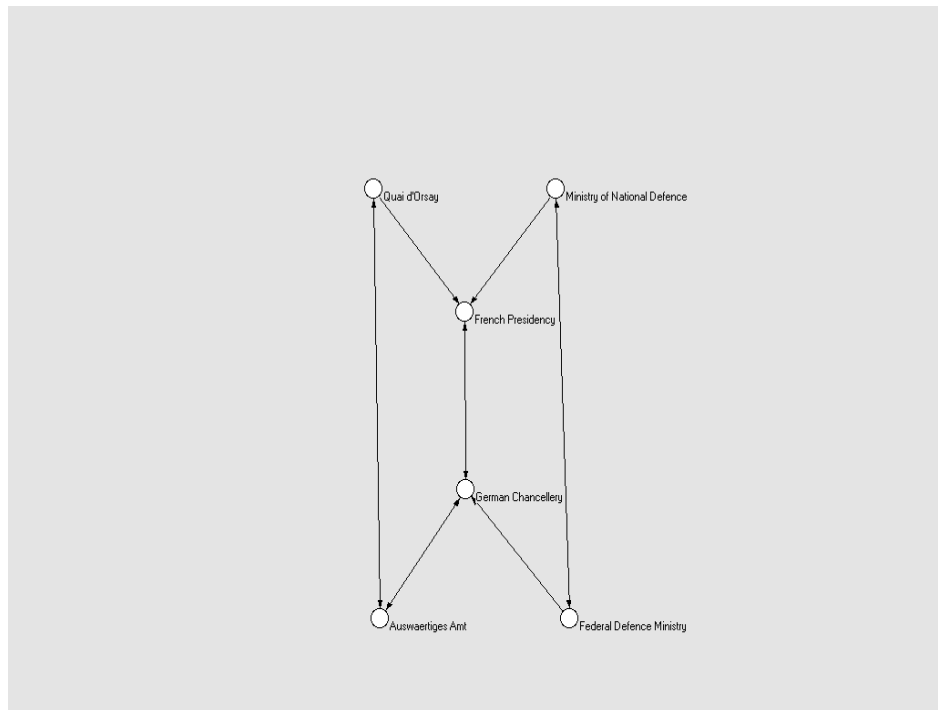 Quai d'Orsay
Ministry of National Defence
French Presidency
German Chancellery
Auswaertiges Amt
Federal Defence Ministry